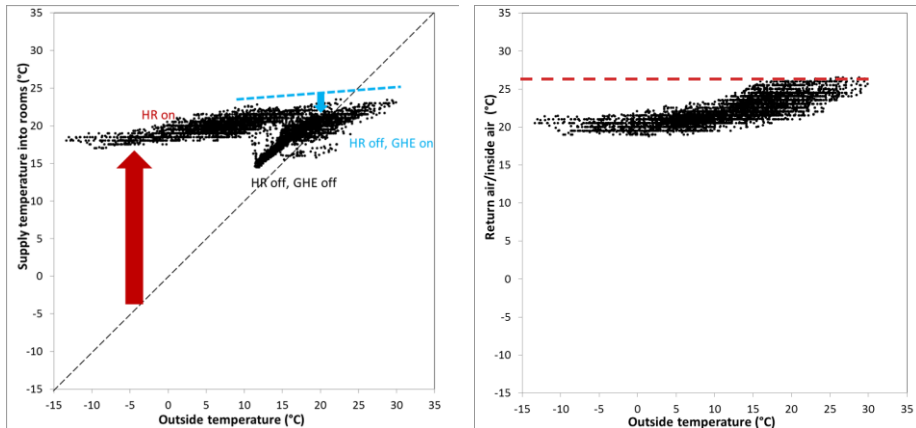 Supply temperature into rooms (°C)
35
30
25
20
15
10
5
0
-5
-10
-15
HR on
HR off, GHE on
HR off, GHE off
-15 -10 -5 0 5 10 15 20 25 30 35
Outside temperature (°C)
Return air/inside air (°C)
35
30
25
20
15
10
5
0
-5
-10
-15
-15 -10 -5 0 5 10 15 20 25 30 35
Outside temperature (°C)